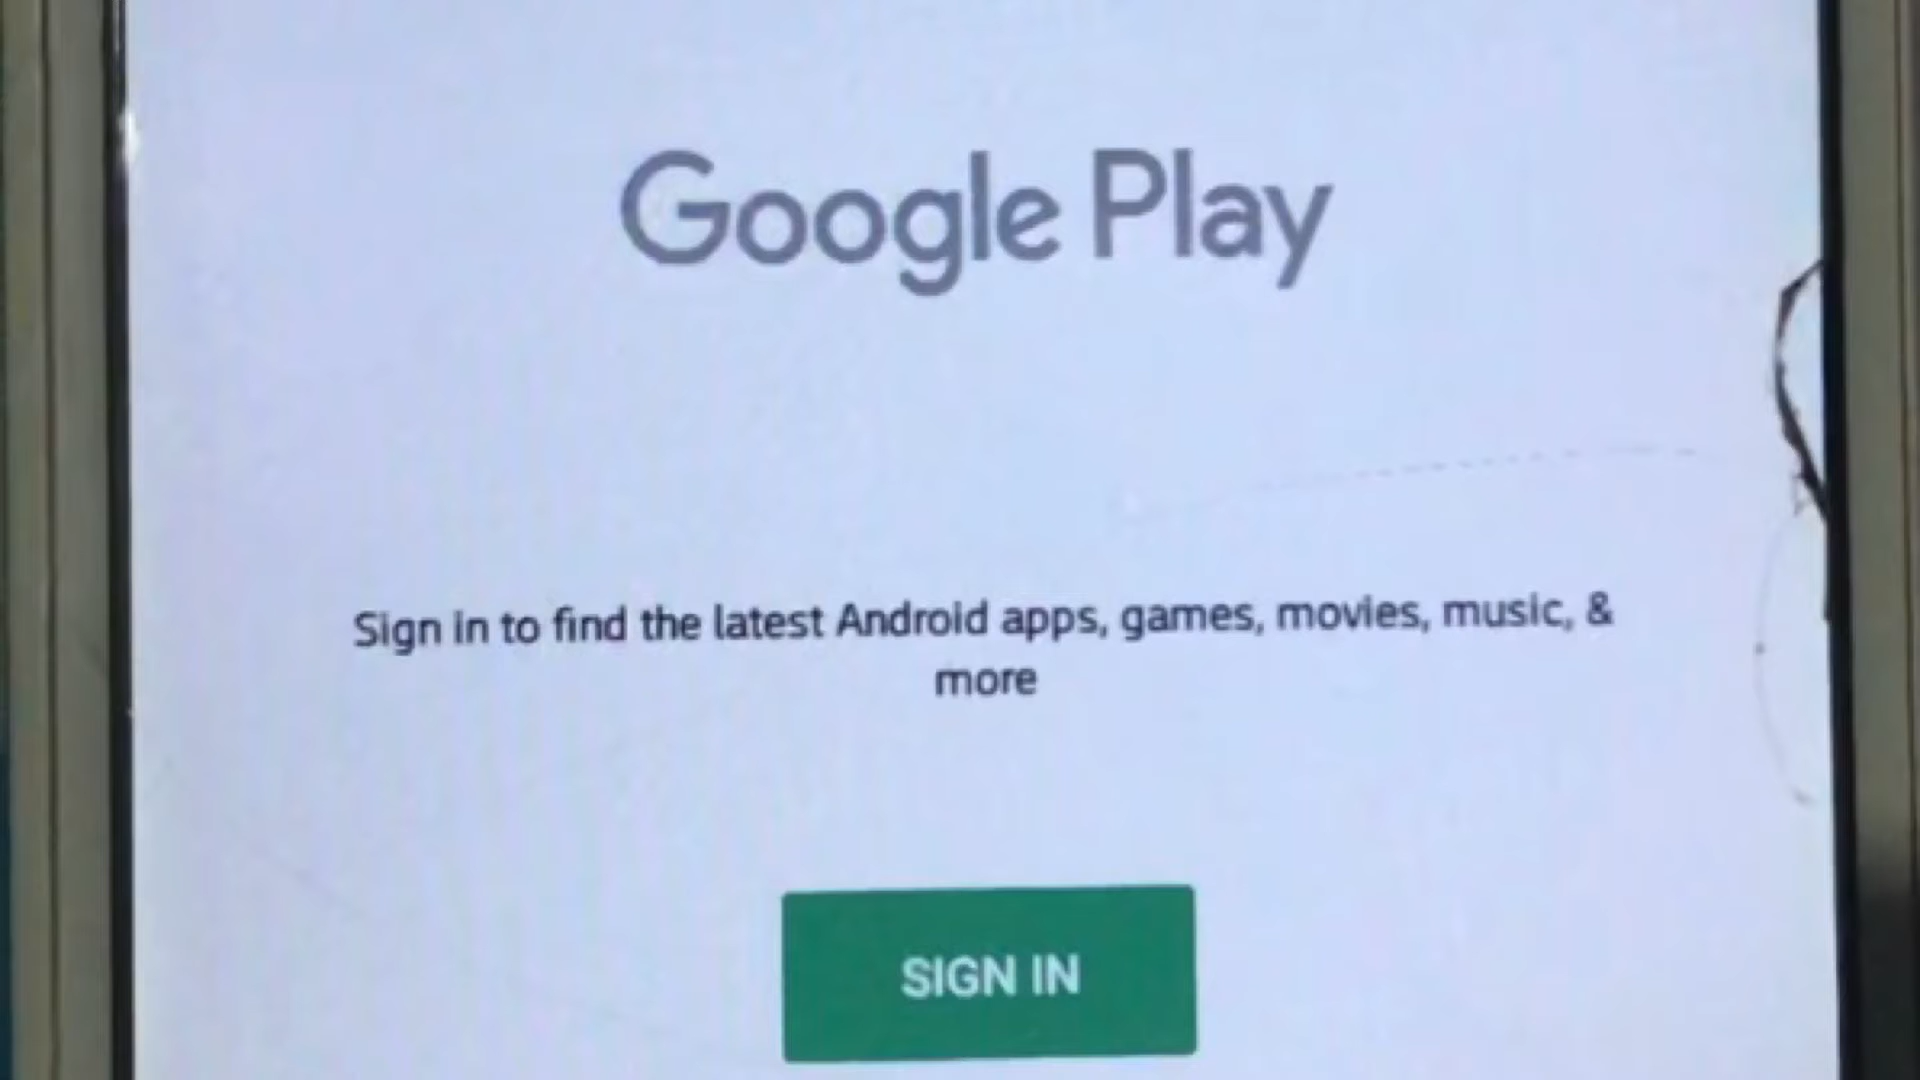 Google Play
Sign in to find the latest Android apps, games, movies, music, &
more
SIGN IN